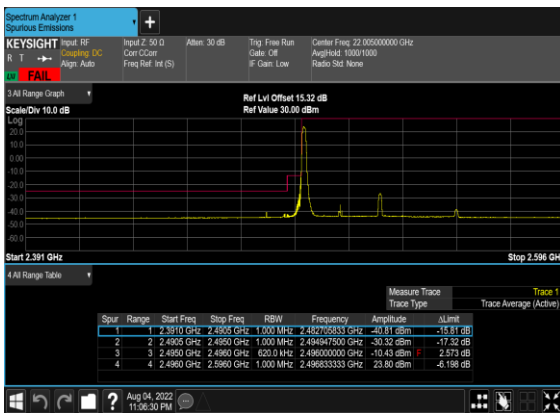 Spectrum Analyzer 1
Spurious Emissions
+
KEYSIGHT Input: RF Input Z: 50 Ω Atten: 30 dB Trig: Free Run Center Freq: 22.005000000 GHz
R T Coupling: DC Corr CCorr Gate: Off Avg|Hold: 1000/1000
Align: Auto Freq Ref: Int (S) IF Gain: Low Radio Std: None
LV FAIL
3 All Range Graph
Ref Lvl Offset 15.32 dB
Scale/Div 10.0 dB Ref Value 30.00 dBm
Log
20.0
10.0
0.00
-10.0
-20.0
-30.0
-40.0
-50.0
-60.0
Start 2.391 GHz Stop 2.596 GH
4 All Range Table
Measure Trace Trace 1
Trace Type Trace Average (Active)
Spur Range Start Freq Stop Freq RBW Frequency Amplitude ΔLimit
1 1 2.3910 GHz 2.4905 GHz 1.000 MHz 2.482705833 GHz -40.81 dBm -15.81 dB
2 2 2.4905 GHz 2.4950 GHz 1.000 MHz 2.494947500 GHz -30.32 dBm -17.32 dB
3 3 2.4950 GHz 2.4960 GHz 620.0 kHz 2.496000000 GHz -10.43 dBm F 2.573 dB
4 4 2.4960 GHz 2.5960 GHz 1.000 MHz 2.496833333 GHz 23.80 dBm -6.198 dB
? Aug 04, 2022
11:06:30 PM